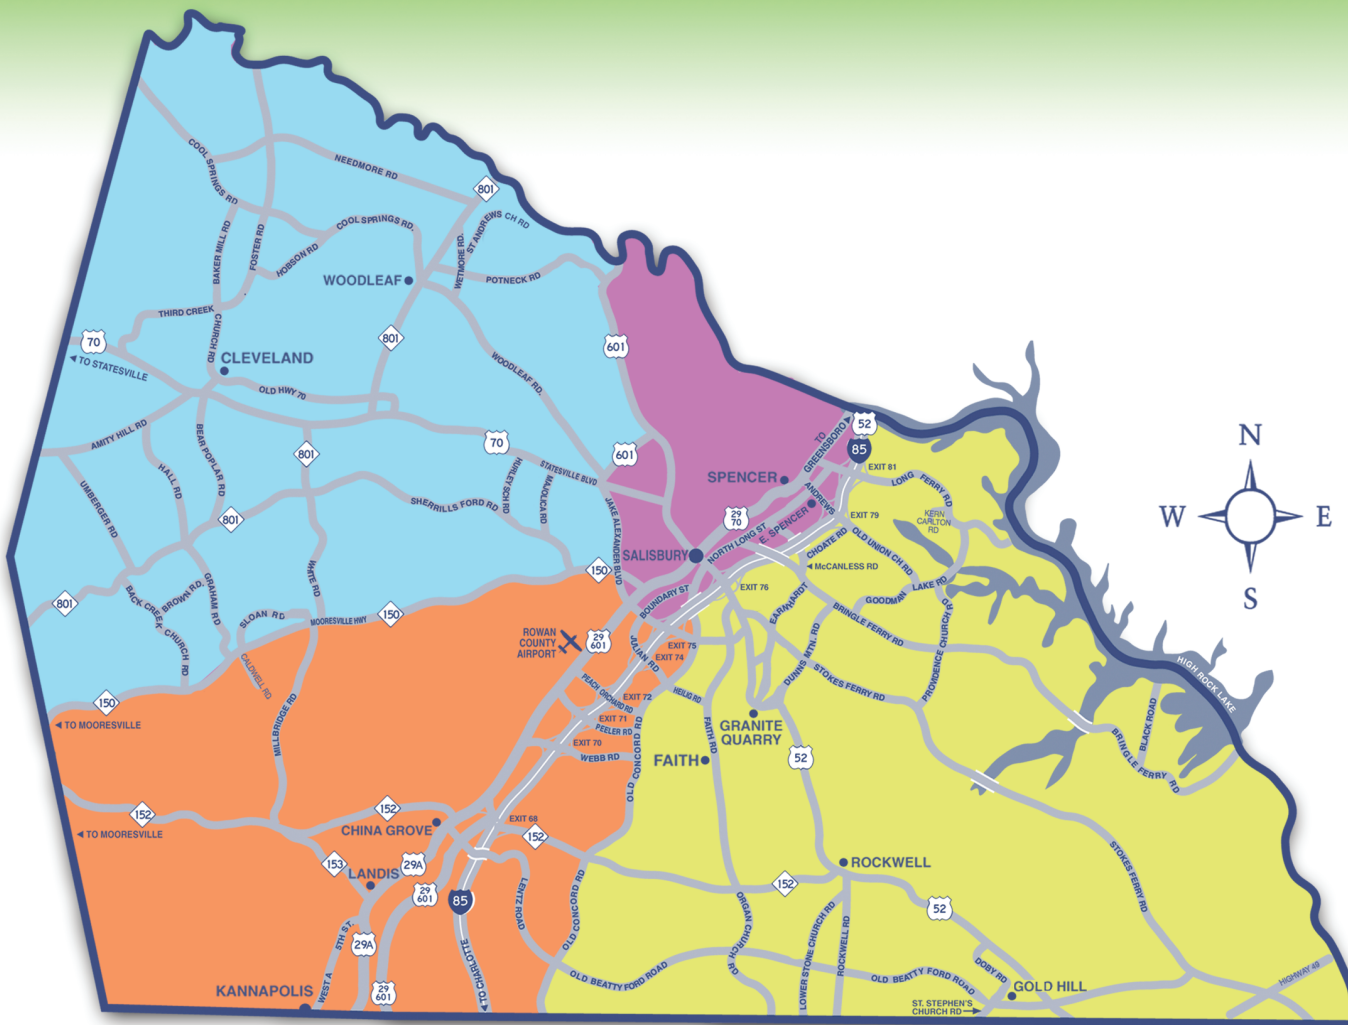 COOL SPRINGS RD
NEEDMORE RD
801
ST ANDREWS CH RD
COOL SPRINGS RD.
WETMORE RD.
BAKER MILL RD
FOSTER RD
HOBSON RD
WOODLEAF
POTNECK RD
THIRD CREEK
CHURCH RD
70
TO STATESVILLE
801
601
CLEVELAND
WOODLEAF RD.
OLD HWY 70
AMITY HILL RD
BEAR POPLAR RD
HALL RD
UMBERGER RD
801
70
STATESVILLE BLVD
601
HURLEY SCH RD
MAJOLICA RD
SHERRILLS FORD RD
JAKE ALEXANDER BLVD
801
TO
GREENSBORO
52
85
EXIT 81
SPENCER
LONG FERRY RD
ANDREWS
29
70
E. SPENCER
EXIT 79
KERN
CARLTON
RD
NORTH LONG ST
SALISBURY
CHOATE RD
OLD UNION CH RD
McCANLESS RD
150
BOUNDARY ST
EXIT 76
EARNHARDT
GOODMAN LAKE RD
BRINGLE FERRY RD
PROVIDENCE CHURCH RD
801
BACK CREEK CHURCH RD
BROWN RD.
GRAHAM RD
WHITE RD
SLOAN RD
MOORESVILLE HWY
150
CALDWELL RD
150
TO MOORESVILLE
MILLBRIDGE RD
ROWAN
COUNTY
AIRPORT
29
601
JULIAN RD
EXIT 75
EXIT 74
PEACH ORCHARD RD
EXIT 72
HEILIG RD
EXIT 71
PEELER RD
EXIT 70
WEBB RD
OLD CONCORD RD
FAITH RD
DUNNS MTN. RD
STOKES FERRY RD
GRANITE
QUARRY
FAITH
52
HIGH ROCK LAKE
BLACK ROAD
BRINGLE FERRY RD
N
W
E
S
152
TO MOORESVILLE
152
CHINA GROVE
EXIT 68
152
153
LANDIS
29A
29
601
85
LENTZ ROAD
OLD CONCORD RD
29A
WEST A 5TH ST.
KANNAPOLIS
29
601
TO CHARLOTTE
ROCKWELL
152
52
STOKES FERRY RD
ORGAN CHURCH RD
LOWER STONE CHURCH RD
ROCKWELL RD
OLD BEATTY FORD ROAD
OLD BEATTY FORD ROAD
DOBY RD
GOLD HILL
ST. STEPHEN'S
CHURCH RD
HIGHWAY 49